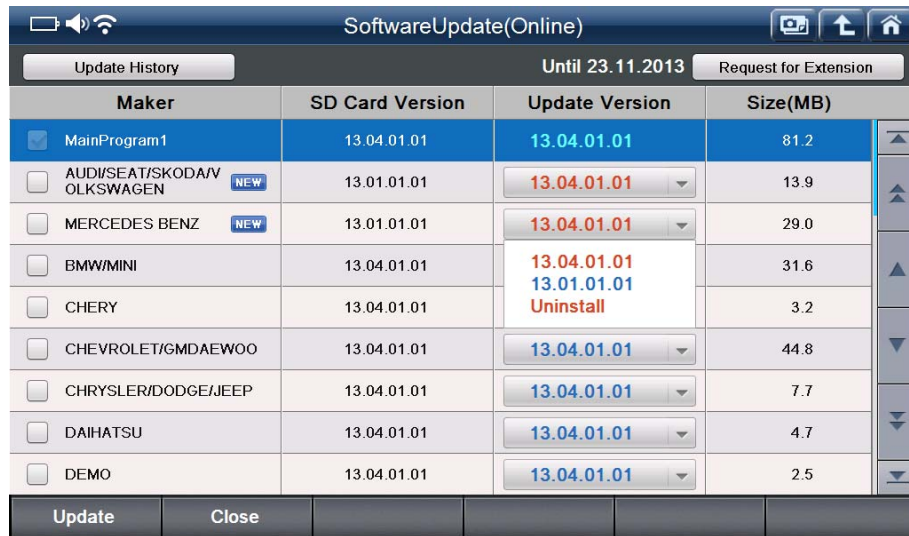 SoftwareUpdate(Online)
Update History
Until 23.11.2013
Request for Extension
Maker SD Card Version Update Version Size(MB)
MainProgram1 13.04.01.01 13.04.01.01 81.2
AUDI/SEAT/SKODA/V
OLKSWAGEN NEW 13.01.01.01 13.04.01.01 13.9
MERCEDES BENZ NEW 13.01.01.01 13.04.01.01 29.0
BMW/MINI 13.04.01.01 13.04.01.01 31.6
13.01.01.01
CHERY 13.04.01.01 Uninstall 3.2
CHEVROLET/GMDAEWOO 13.04.01.01 13.04.01.01 44.8
CHRYSLER/DODGE/JEEP 13.04.01.01 13.04.01.01 7.7
DAIHATSU 13.04.01.01 13.04.01.01 4.7
DEMO 13.04.01.01 13.04.01.01 2.5
Update Close